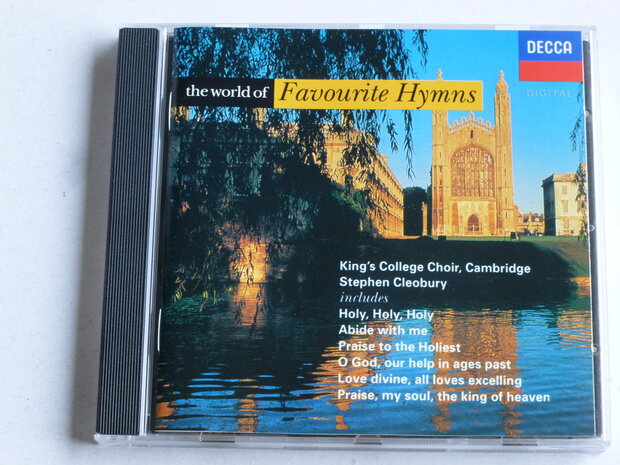 DECCA
the world of Favourite Hymns
DIGITAL
King's College Choir, Cambridge
Stephen Cleobury
includes
Holy, Holy, Holy
Abide with me
Praise to the Holiest
O God, our help in ages past
Love divine, all loves excelling
Praise, my soul, the king of heaven